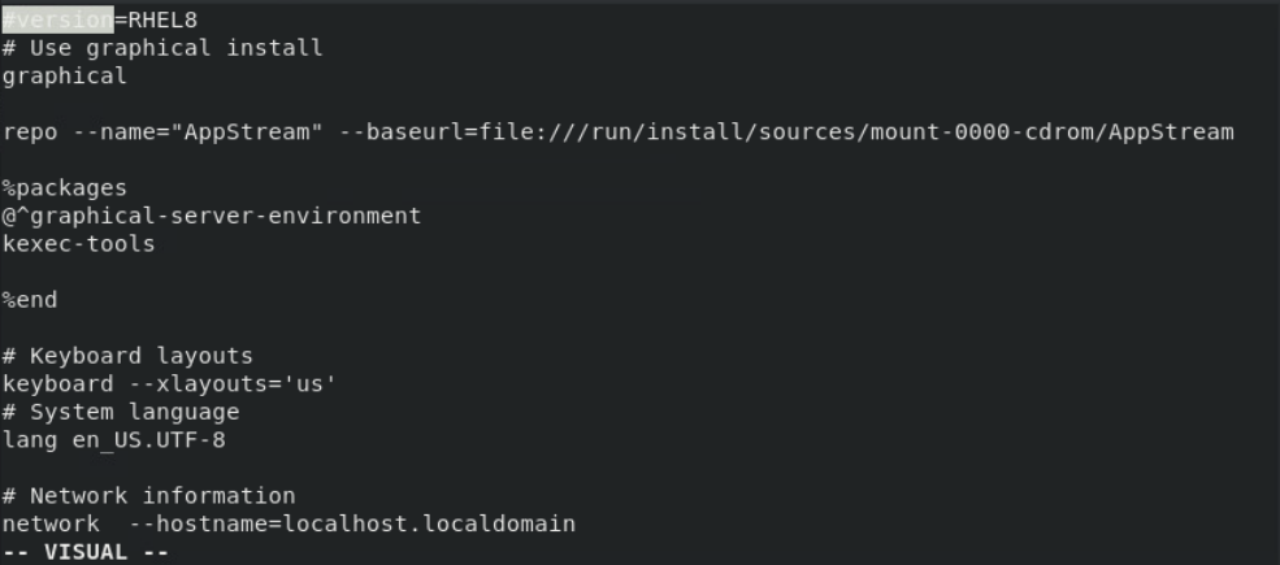 #version=RHEL8
# Use graphical install
graphical
repo --name="AppStream" --baseurl=file:///run/install/sources/mount-0000-cdrom/AppStream
%packages
@^graphical-server-environment
kexec-tools
%end
# Keyboard layouts
keyboard --xlayouts='us'
# System language
lang en_US.UTF-8
# Network information
network  --hostname=localhost.localdomain
-- VISUAL --